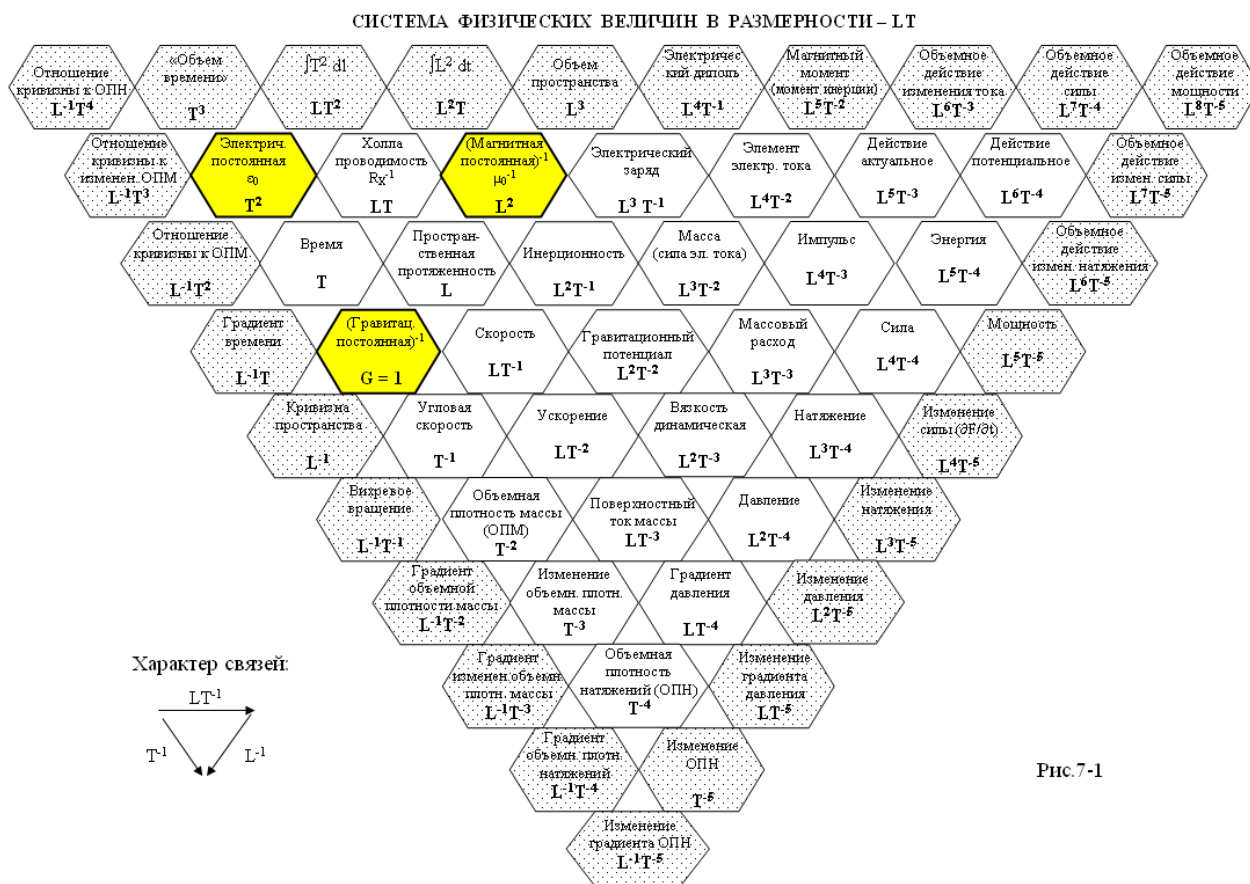 СИСТЕМА ФИЗИЧЕСКИХ ВЕЛИЧИН В РАЗМЕРНОСТИ – LT
Отношение
кривизны к ОПН
L⁻¹T⁴
«Объем
времени»
T³
∫T² dl
LT²
∫L² dt
L²T
Объем
пространства
L³
Электричес
кий диполь
L⁴T⁻¹
Магнитный
момент
(момент инерции)
L⁵T⁻²
Объемное
действие
изменения тока
L⁶T⁻³
Объемное
действие
силы
L⁷T⁻⁴
Объемное
действие
мощности
L⁸T⁻⁵
Отношение
кривизны к
изменен. ОПМ
L⁻¹T³
Электрич.
постоянная
ε₀
T²
Холла
проводимость
Rx⁻¹
LT
(Магнитная
постоянная)⁻¹
μ₀⁻¹
L²
Электрический
заряд
L³ T⁻¹
Элемент
электр. тока
L⁴T⁻²
Действие
актуальное
L⁵T⁻³
Действие
потенциальное
L⁶T⁻⁴
Объемное
действие
измен. силы
L⁷T⁻⁵
Отношение
кривизны к ОПМ
L⁻¹T²
Время
T
Простран-
ственная
протяженность
L
Инерционность
L²T⁻¹
Масса
(сила эл. тока)
L³T⁻²
Импульс
L⁴T⁻³
Энергия
L⁵T⁻⁴
Объемное
действие
измен. натяжения
L⁶T⁻⁵
Градиент
времени
L⁻¹T
(Гравитац.
постоянная)⁻¹
G = 1
Скорость
LT⁻¹
Гравитационный
потенциал
L²T⁻²
Массовый
расход
L³T⁻³
Сила
L⁴T⁻⁴
Мощность
L⁵T⁻⁵
Кривизна
пространства
L⁻¹
Угловая
скорость
T⁻¹
Ускорение
LT⁻²
Вязкость
динамическая
L²T⁻³
Натяжение
L³T⁻⁴
Изменение
силы (∂F/∂t)
L⁴T⁻⁵
Вихревое
вращение
L⁻¹T⁻¹
Объемная
плотность массы
(ОПМ)
T⁻²
Поверхностный
ток массы
LT⁻³
Давление
L²T⁻⁴
Изменение
натяжения
L³T⁻⁵
Градиент
объемной
плотности массы
L⁻¹T⁻²
Изменение
объемн. плотн.
массы
T⁻³
Градиент
давления
LT⁻⁴
Изменение
давления
L²T⁻⁵
Градиент
изменен.объемн.
плотн. массы
L⁻¹T⁻³
Объемная
плотность
натяжений (ОПН)
T⁻⁴
Изменение
градиента
давления
LT⁻⁵
Градиент
объемн. плотн.
натяжений
L⁻¹T⁻⁴
Изменение
ОПН
T⁻⁵
Изменение
градиента ОПН
L⁻¹T⁻⁵
Характер связей:
LT⁻¹
T⁻¹
L⁻¹
Рис.7-1